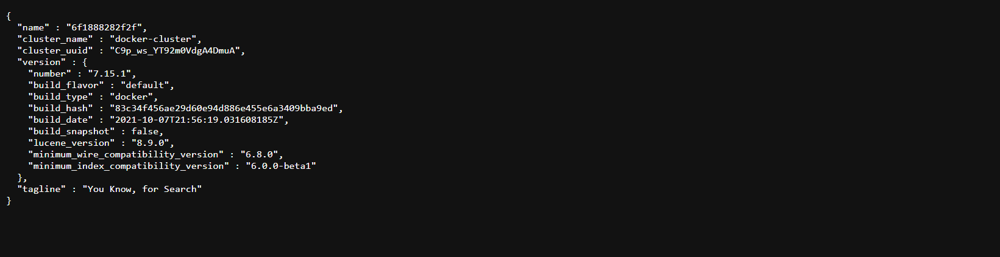 {
  "name" : "6f1888282f2f",
  "cluster_name" : "docker-cluster",
  "cluster_uuid" : "C9p_ws_YT92m0VdgA4DmuA",
  "version" : {
    "number" : "7.15.1",
    "build_flavor" : "default",
    "build_type" : "docker",
    "build_hash" : "83c34f456ae29d60e94d886e455e6a3409bba9ed",
    "build_date" : "2021-10-07T21:56:19.031608185Z",
    "build_snapshot" : false,
    "lucene_version" : "8.9.0",
    "minimum_wire_compatibility_version" : "6.8.0",
    "minimum_index_compatibility_version" : "6.0.0-beta1"
  },
  "tagline" : "You Know, for Search"
}